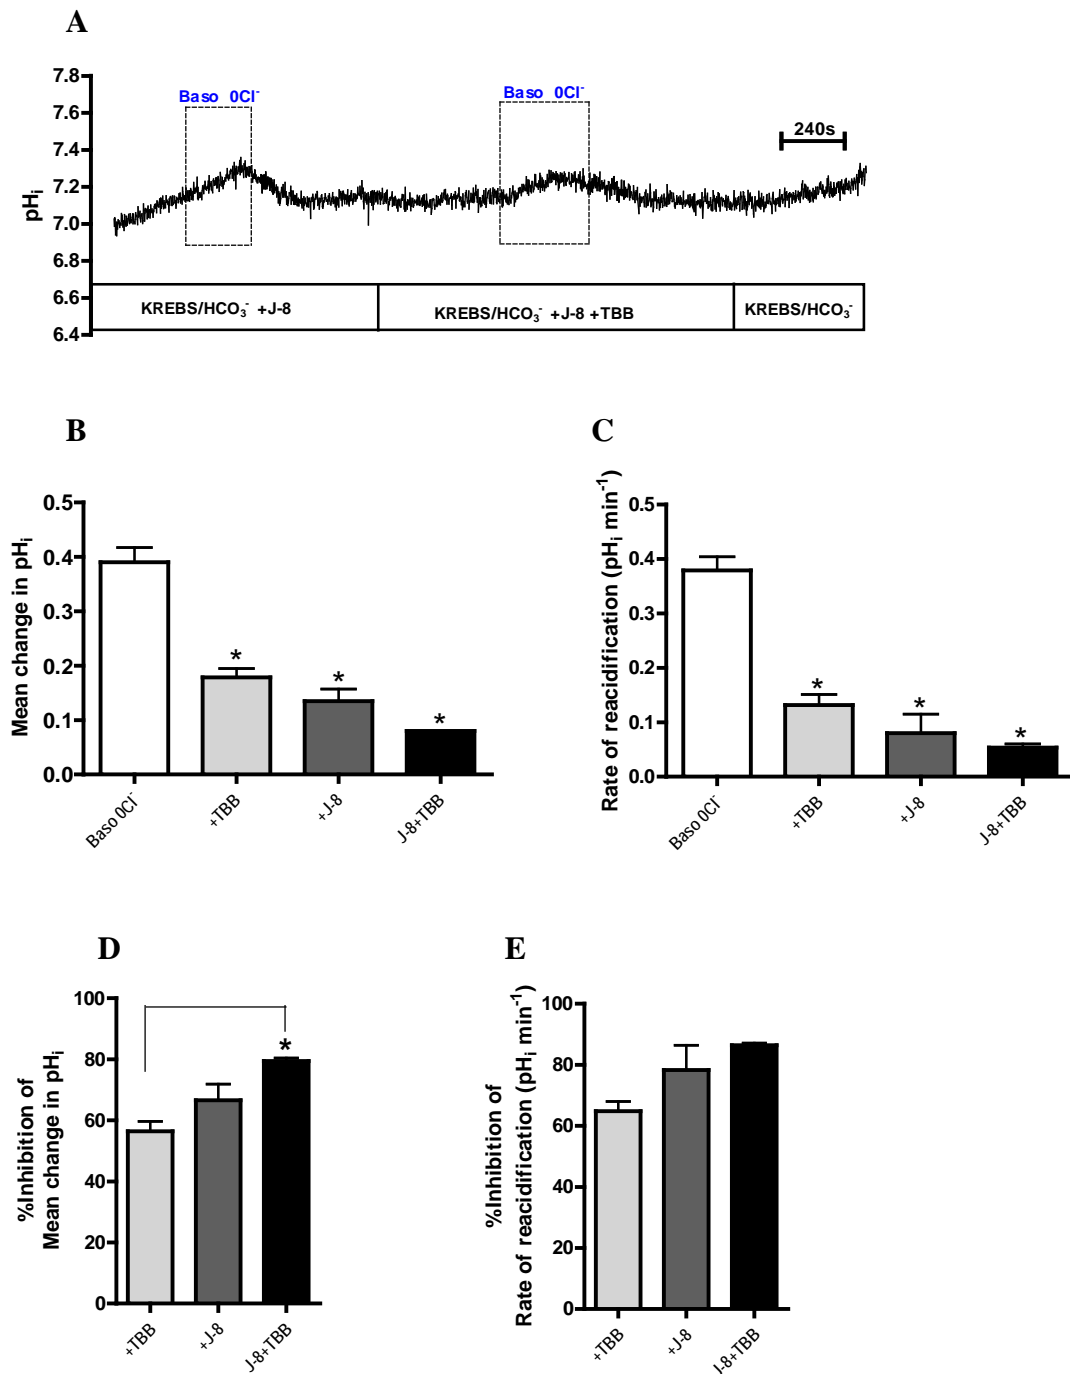 A
7.8
7.6
7.4
7.2
7.0
6.8
6.6
6.4
pHi
Baso 0Cl-
Baso 0Cl-
240s
KREBS/HCO3- +J-8
KREBS/HCO3- +J-8 +TBB
KREBS/HCO3-
B
0.5
0.4
0.3
0.2
0.1
0.0
Mean change in pHi
*
*
*
Baso 0Cl-
+TBB
+J-8
J-8+TBB
C
0.5
0.4
0.3
0.2
0.1
0.0
Rate of reacidification (pHi min-1)
*
*
*
Baso 0Cl-
+TBB
+J-8
J-8+TBB
D
100
80
60
40
20
0
%Inhibition of
Mean change in pHi
*
+TBB
+J-8
J-8+TBB
E
100
80
60
40
20
0
%Inhibition of
Rate of reacidification (pHi min-1)
+TBB
+J-8
J-8+TBB